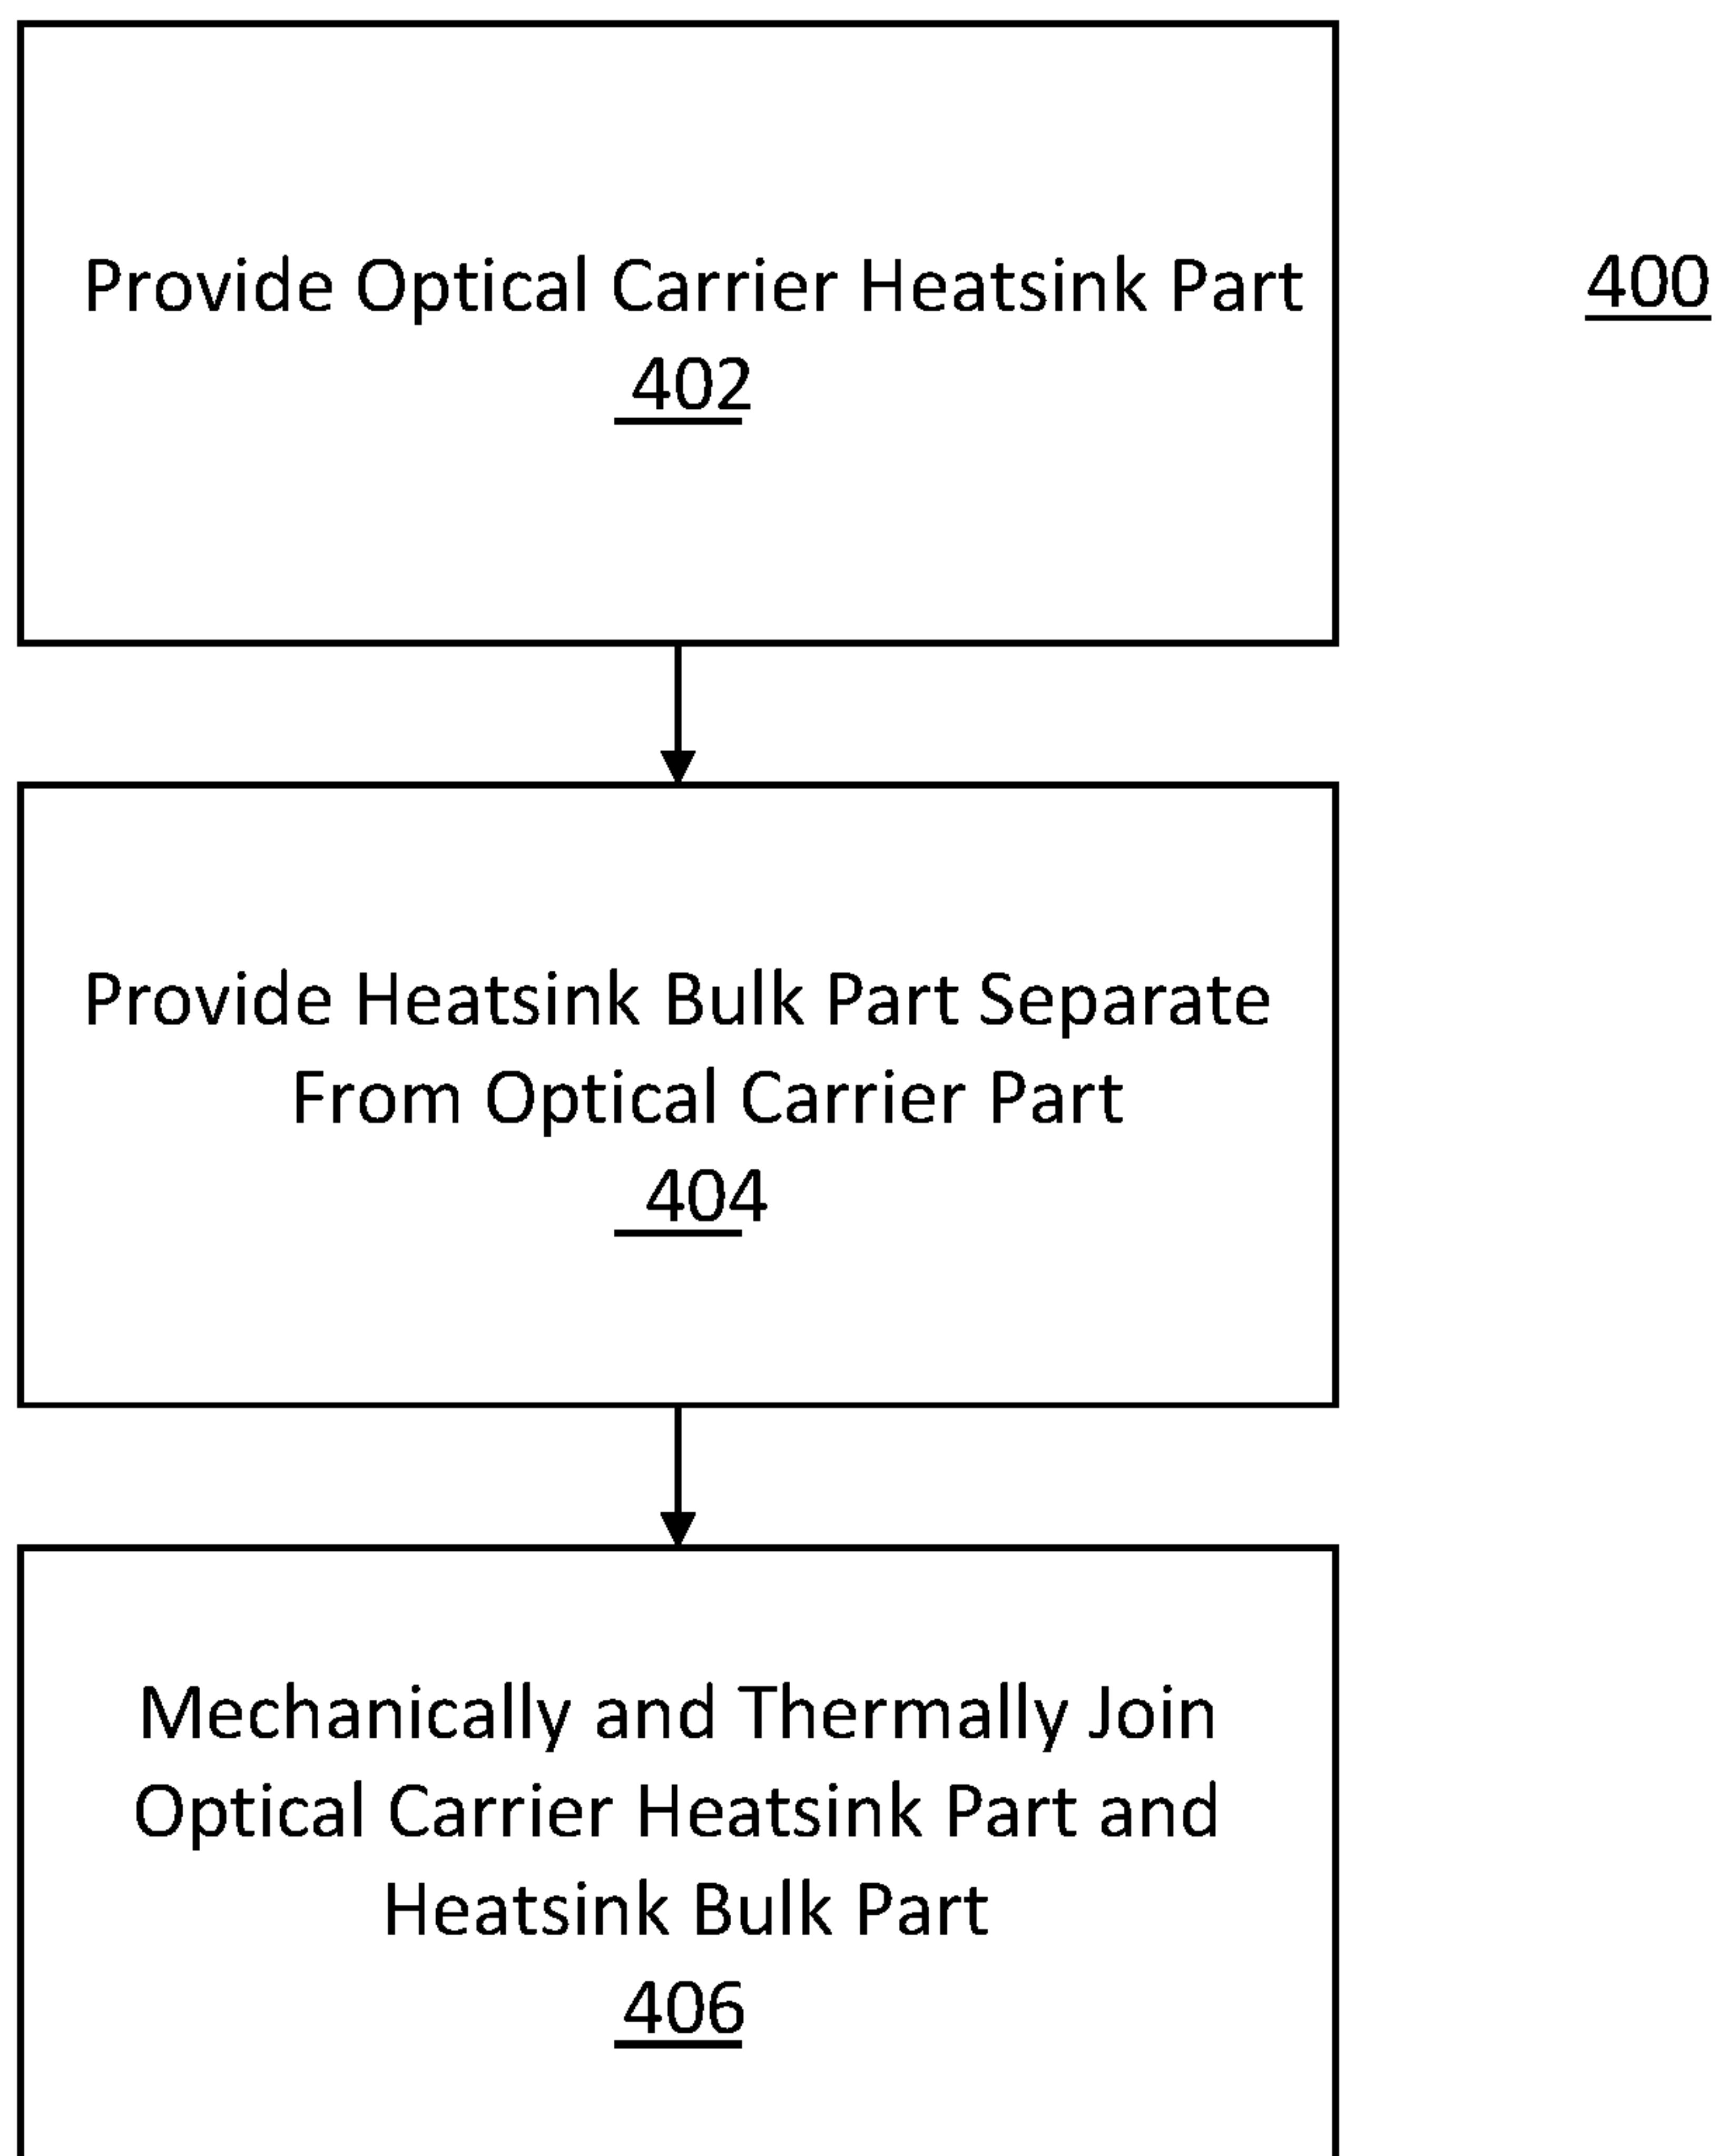 Provide Optical Carrier Heatsink Part
402
400
Provide Heatsink Bulk Part Separate
From Optical Carrier Part
404
Mechanically and Thermally Join
Optical Carrier Heatsink Part and
Heatsink Bulk Part
406